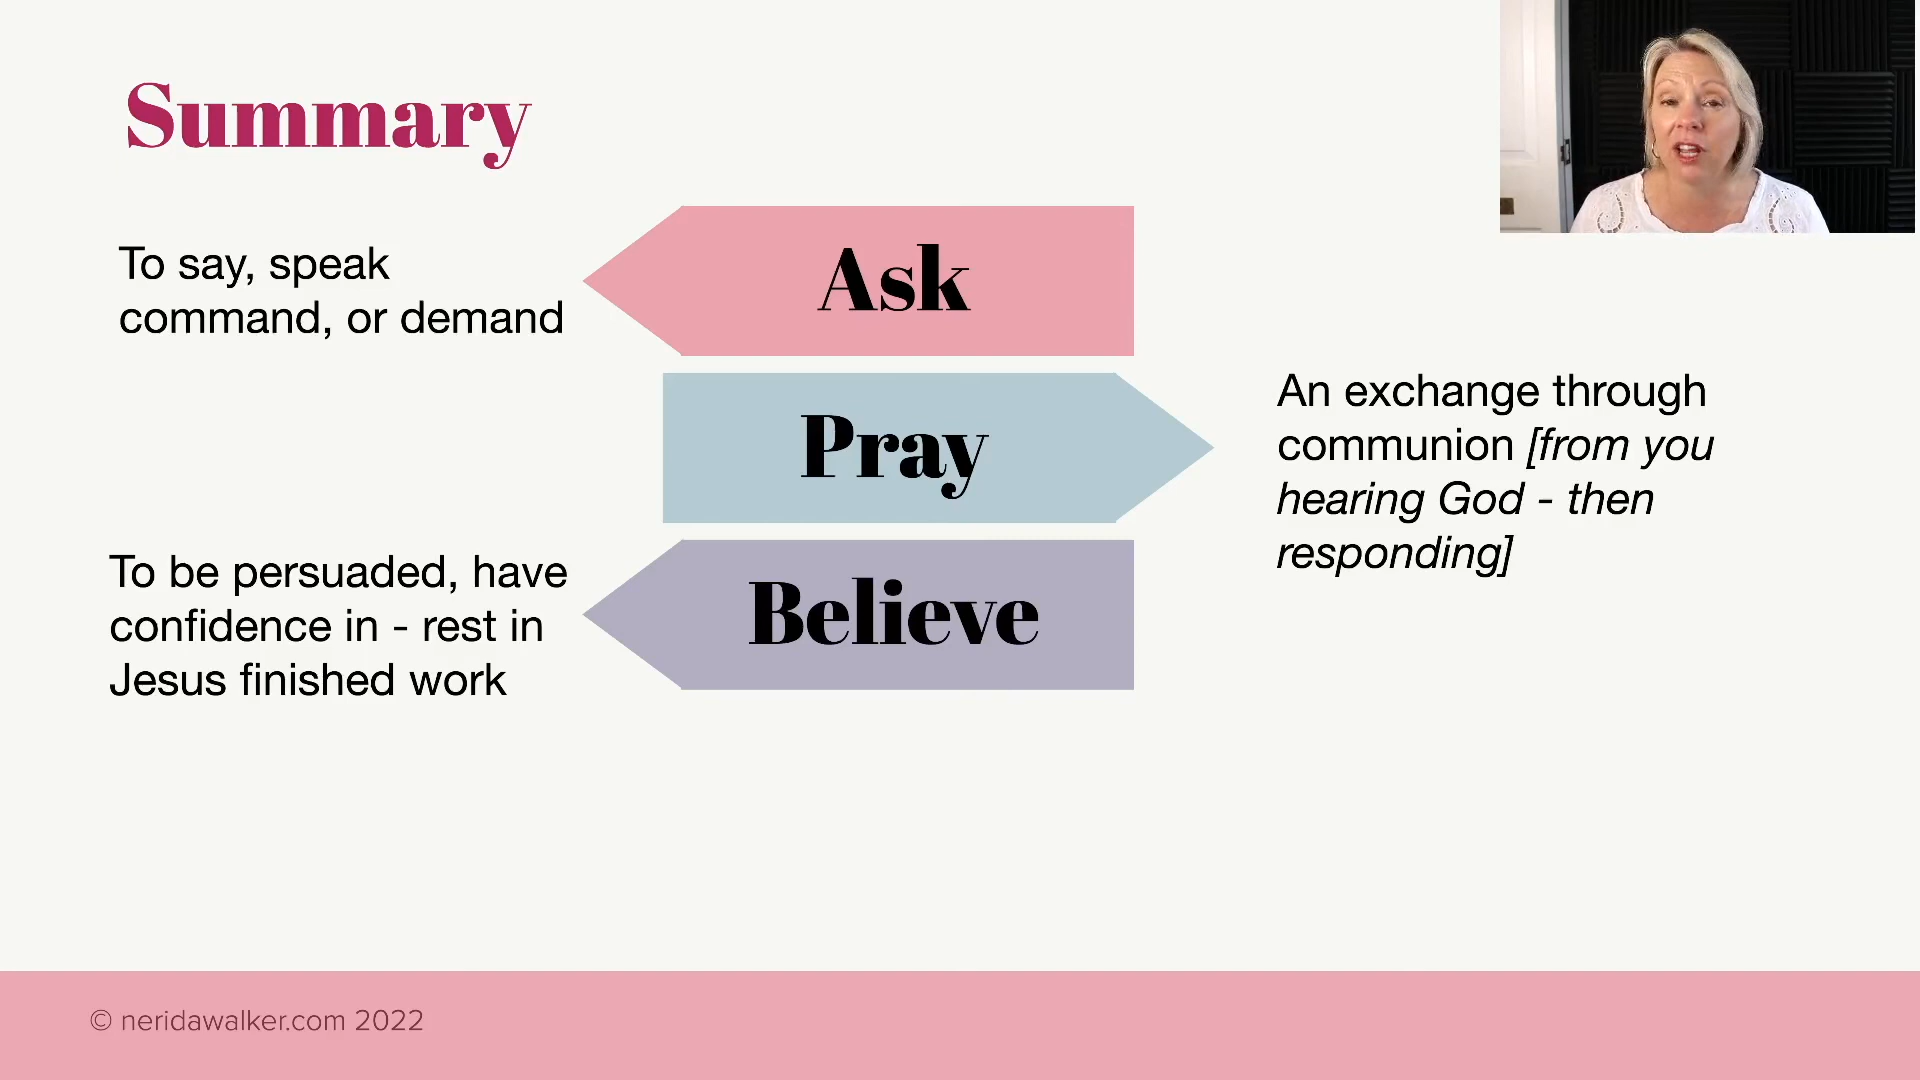 Summary
To say, speak
command, or demand
Ask
Pray
An exchange through
communion [from you
hearing God - then
responding]
To be persuaded, have
confidence in - rest in
Jesus finished work
Believe
© neridawalker.com 2022